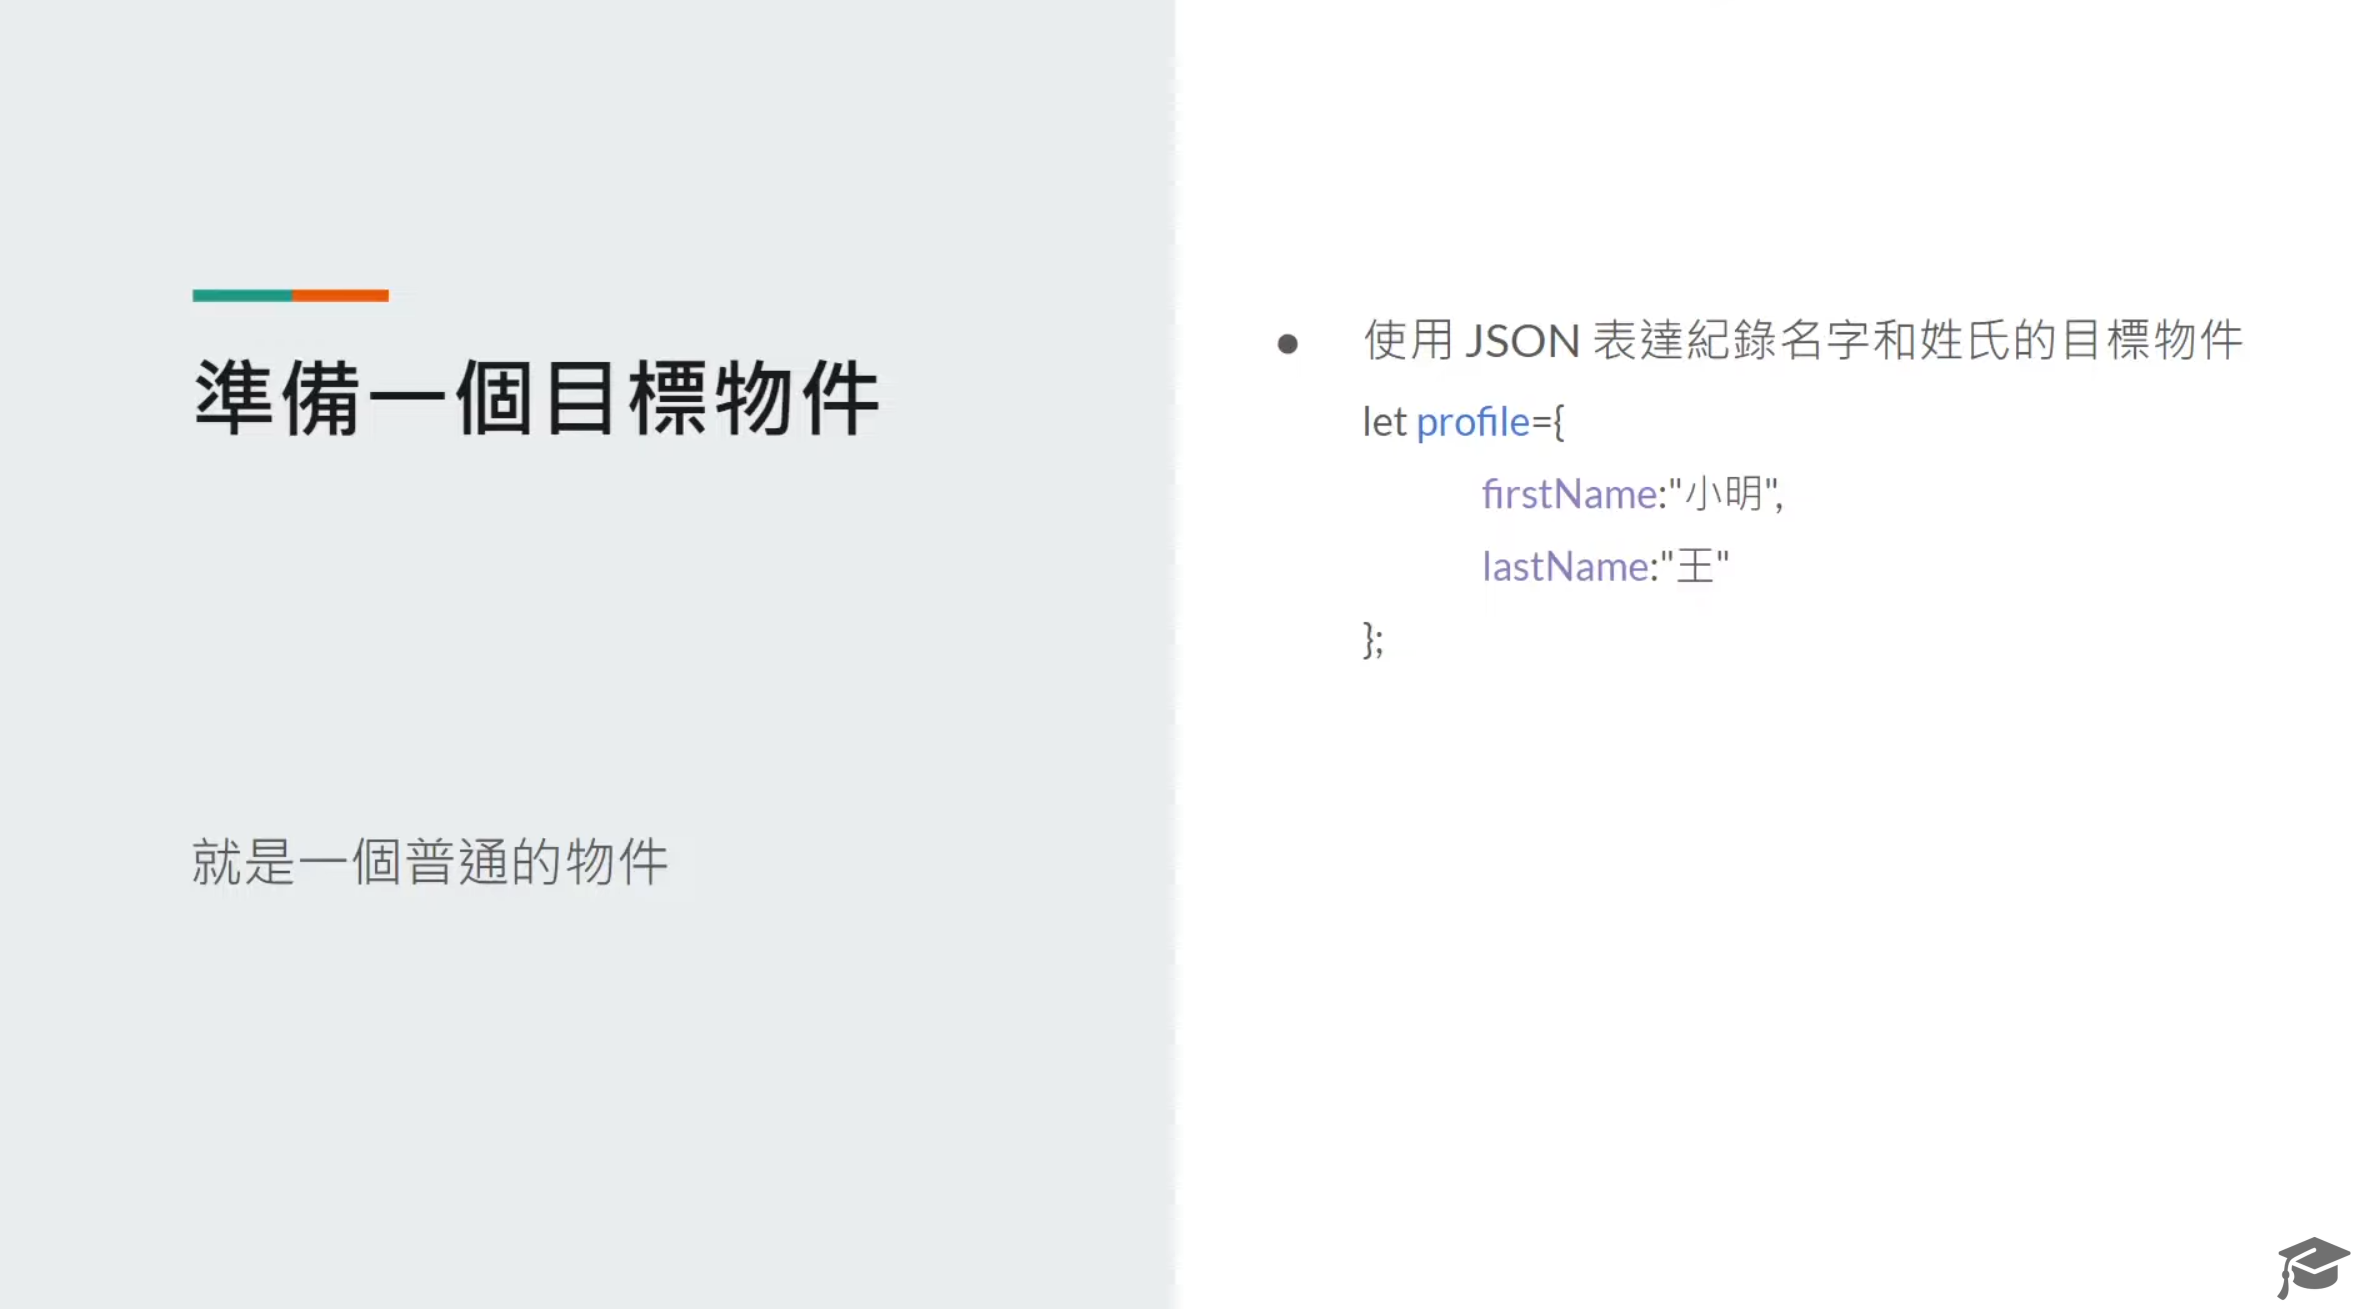 準備一個目標物件
就是一個普通的物件
● 使用 JSON 表達紀錄名字和姓氏的目標物件
let profile={
firstName:"小明",
lastName:"王"
};